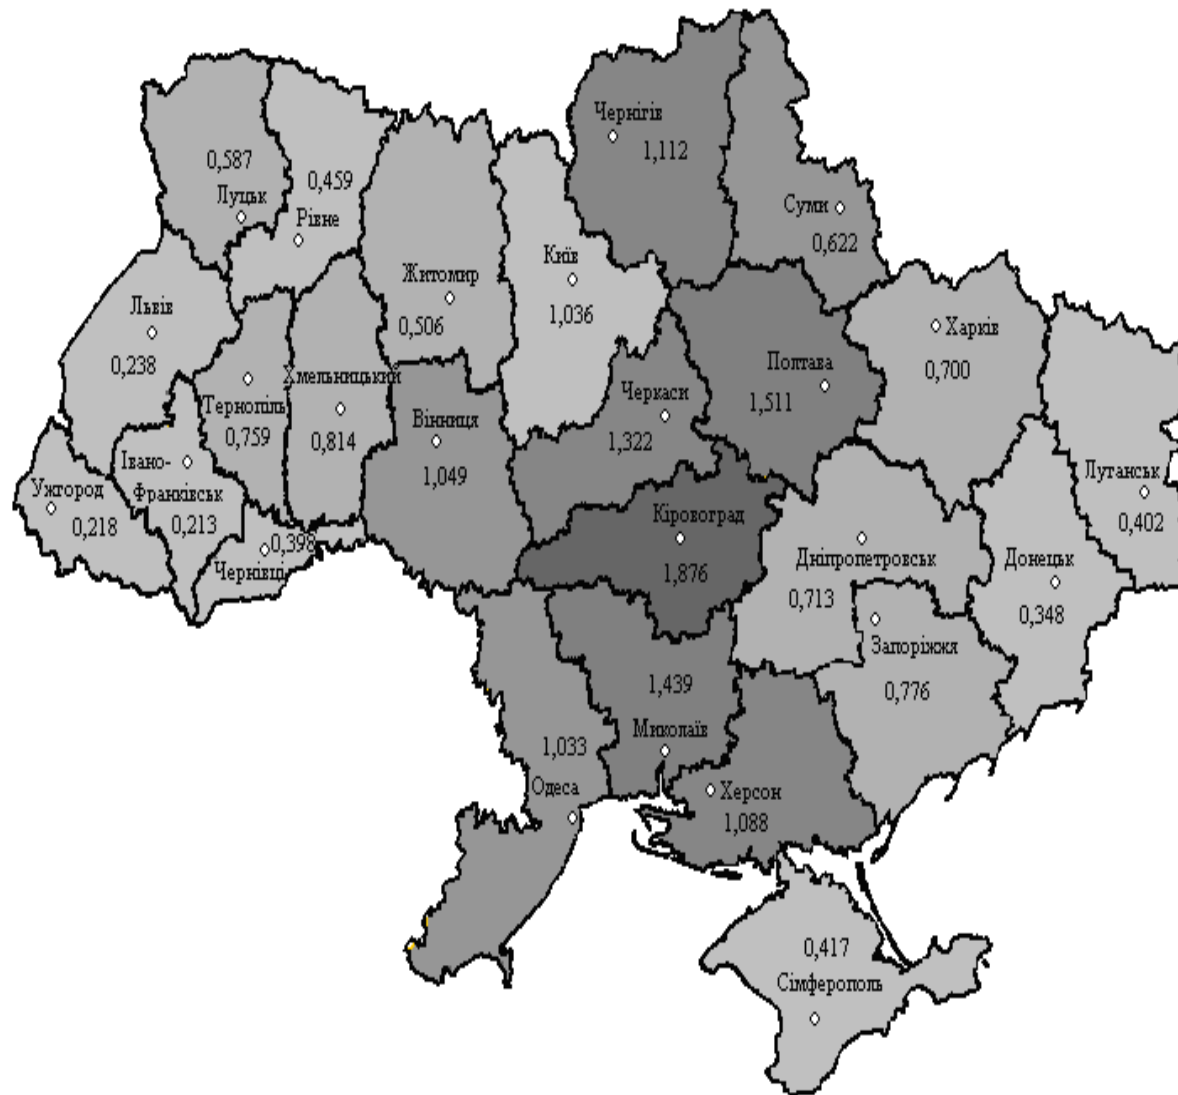 Чернігів
1,112
0,587
Луцьк
0,459
Рівне
Суми
0,622
Київ
1,036
Житомир
0,506
Львів
0,238
Харків
0,700
Полтава
1,511
Хмельницький
0,814
Тернопіль
0,759
Черкаси
1,322
Вінниця
1,049
Івано-
Франківськ
0,213
Ужгород
0,218
Луганськ
0,402
Кіровоград
1,876
0,398
Чернівці
Дніпропетровськ
0,713
Донецьк
0,348
Запоріжжя
0,776
1,439
Миколаїв
1,033
Одеса
Херсон
1,088
0,417
Сімферополь